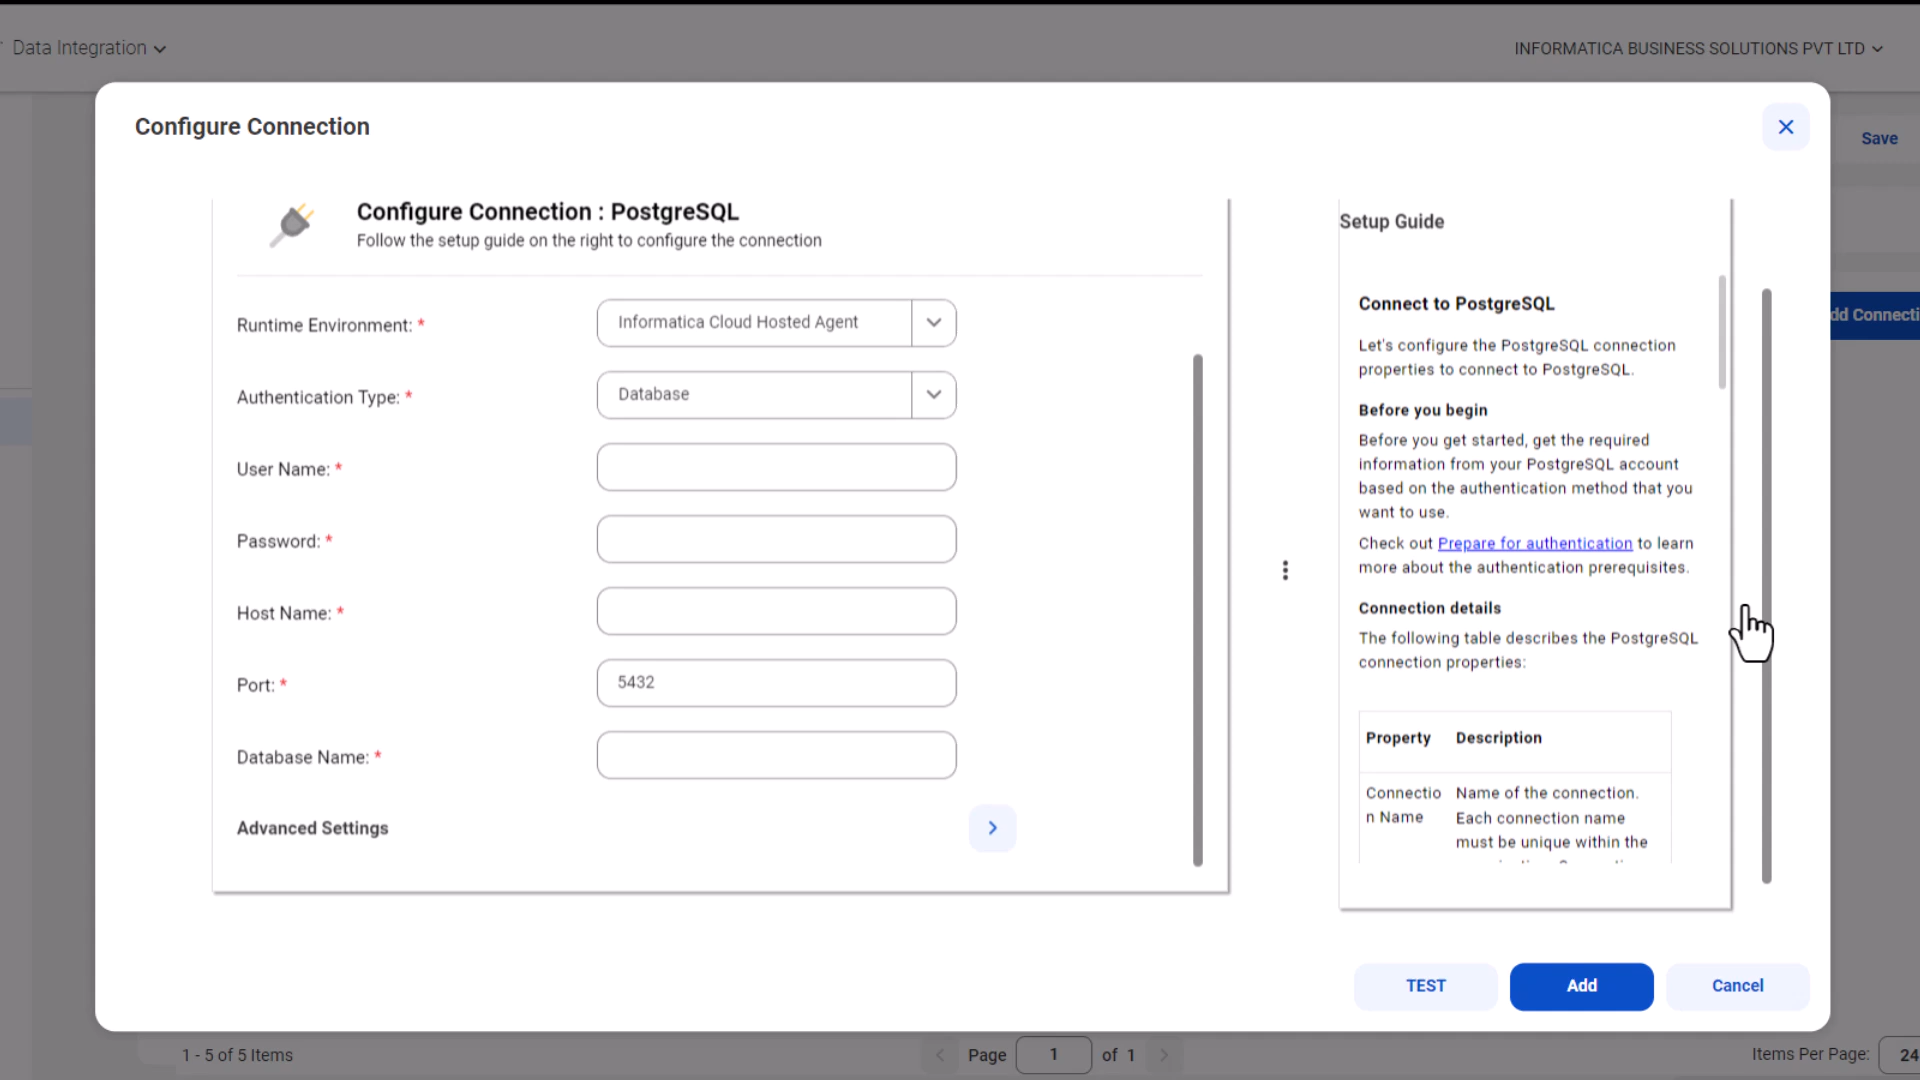 Data Integration
INFORMATICA BUSINESS SOLUTIONS PVT LTD
Configure Connection
Save
Configure Connection : PostgreSQL
Follow the setup guide on the right to configure the connection
Setup Guide
Runtime Environment: *
Informatica Cloud Hosted Agent
Authentication Type: *
Database
User Name: *
Password: *
Host Name: *
Port: *
5432
Database Name: *
Advanced Settings
Connect to PostgreSQL
Let's configure the PostgreSQL connection
properties to connect to PostgreSQL.
Before you begin
Before you get started, get the required
information from your PostgreSQL account
based on the authentication method that you
want to use.
Check out Prepare for authentication to learn
more about the authentication prerequisites.
Connection details
The following table describes the PostgreSQL
connection properties:
Property Description
Connectio Name of the connection.
n Name Each connection name
must be unique within the
dd Connecti
TEST
Add
Cancel
1 - 5 of 5 Items
Page 1 of 1
Items Per Page: 24